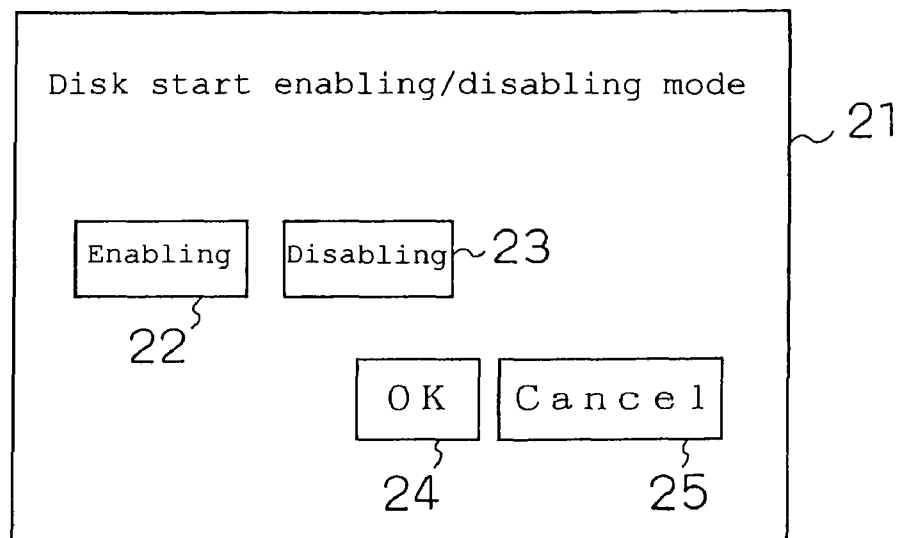 Disk start enabling/disabling mode
21
Enabling
Disabling
23
22
OK
Cancel
24
25